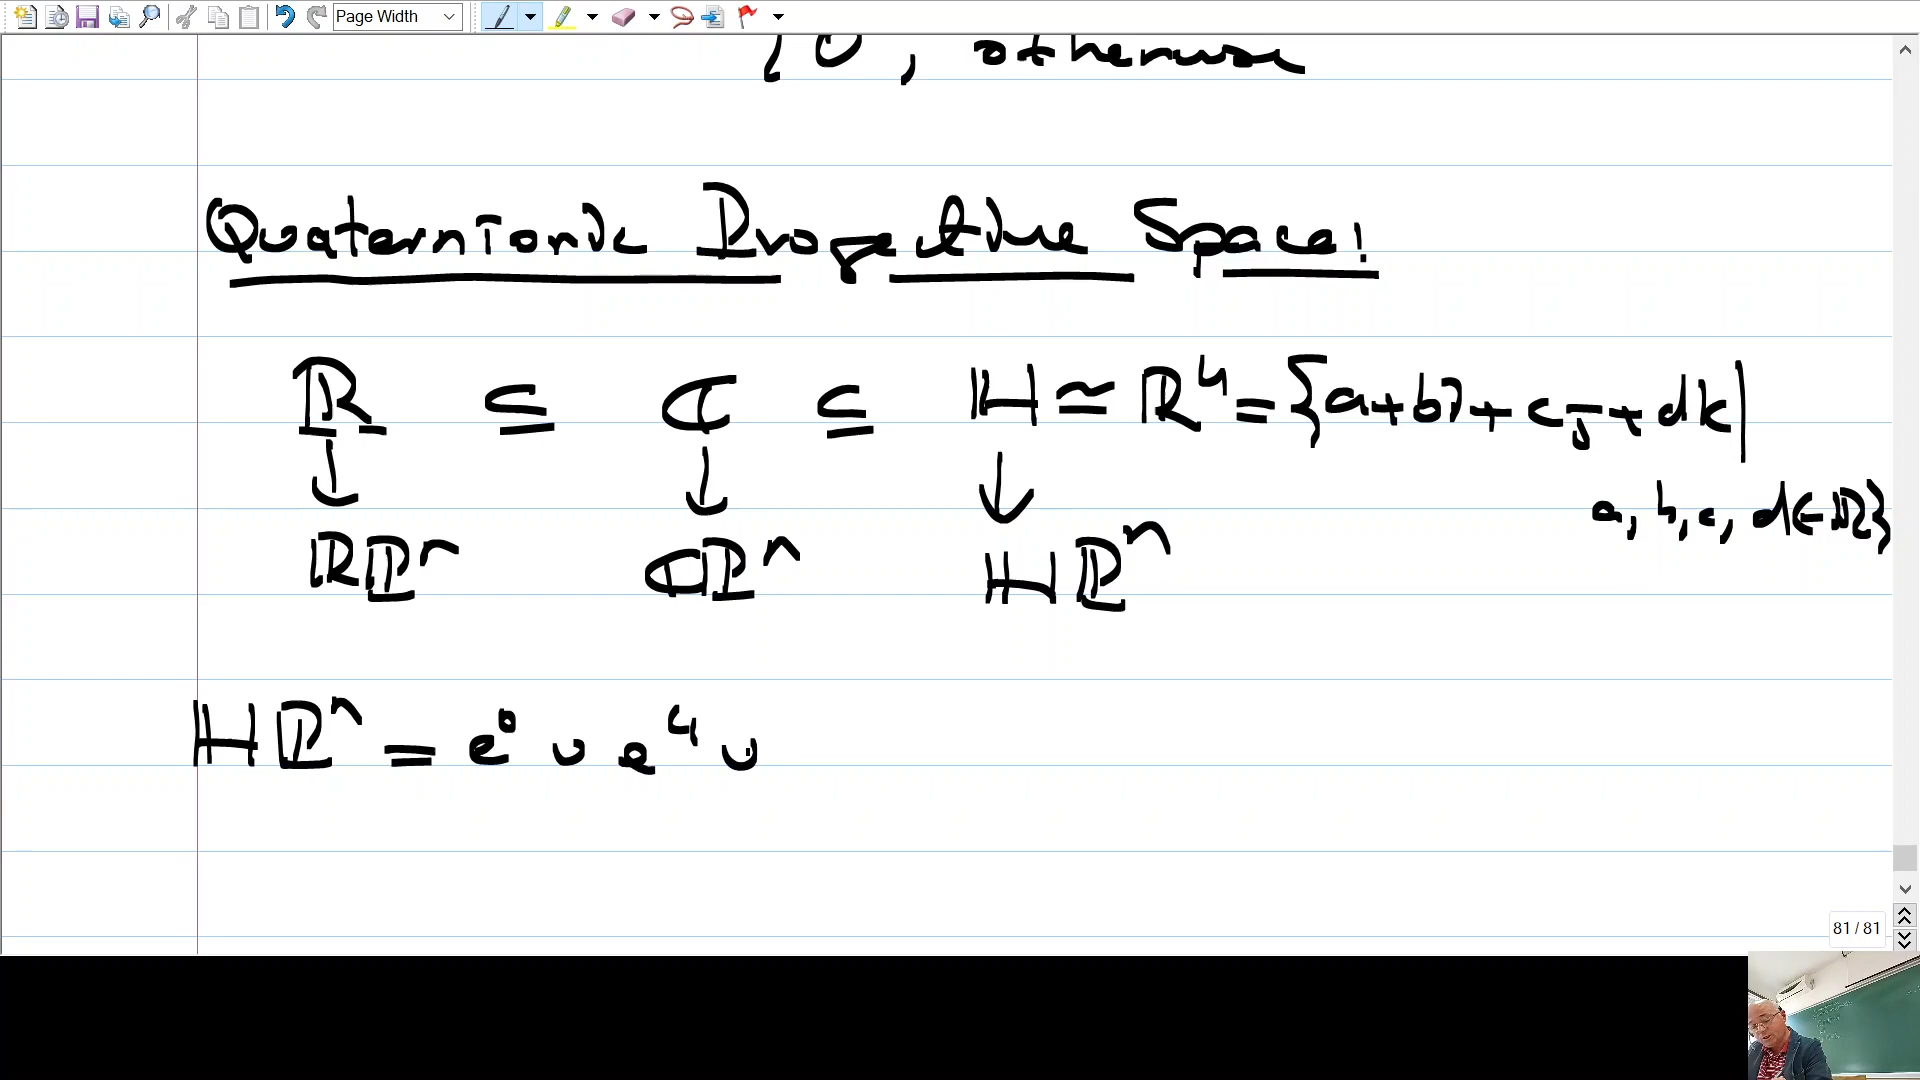 Page Width
{ 0, otherwise
Quaternionic Projective Space:
ℝ ⊆ ℂ ⊆ ℍ ≃ ℝ⁴ = {a+bi+cj+dk|
a, b, c, d ∈ ℝ}
↓ ↓ ↓
ℝℙⁿ ℂℙⁿ ℍℙⁿ
ℍℙⁿ = e⁰ ∪ e⁴ ∪
81 / 81